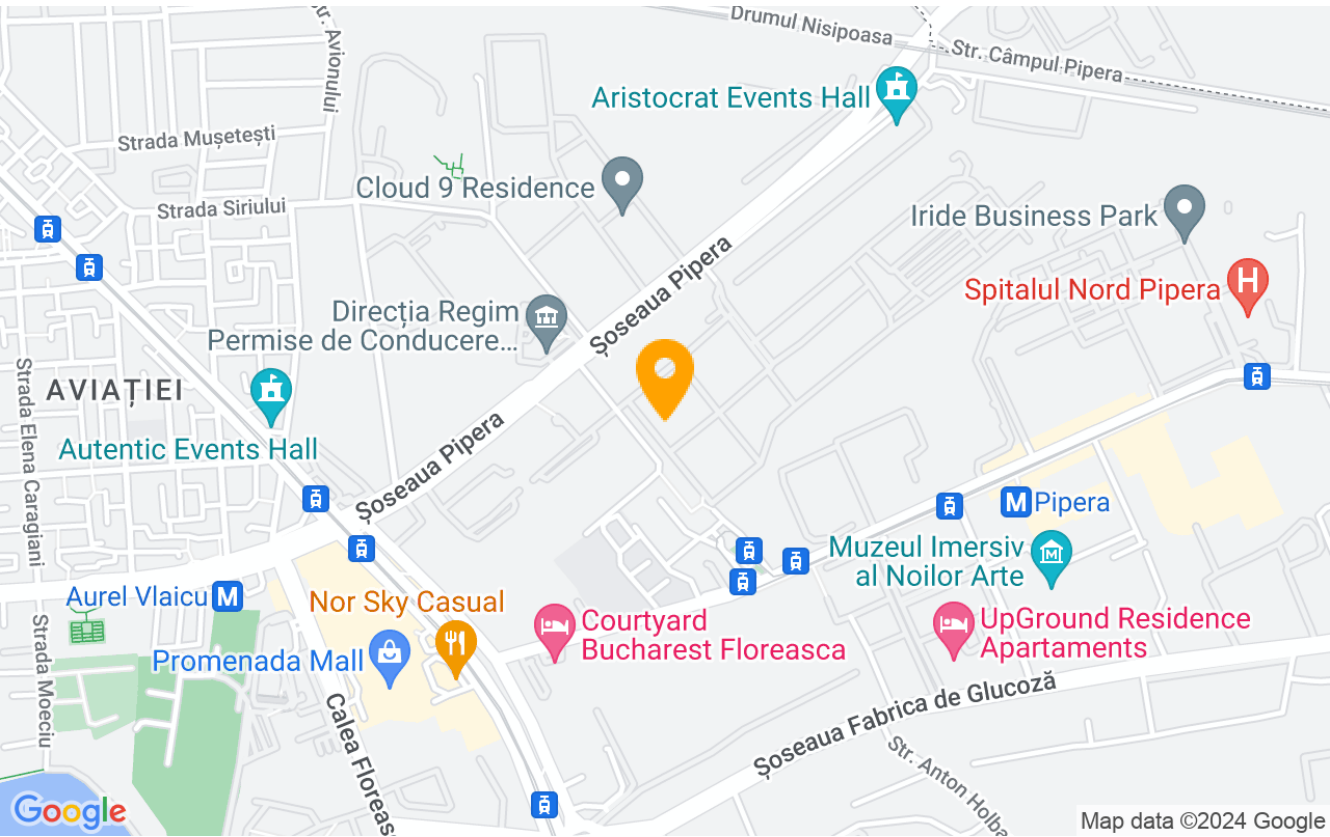 Drumul Nisipoasa
Str. Câmpul Pipera
Str. Avionului
Aristocrat Events Hall
Strada Mușetești
Cloud 9 Residence
Strada Siriului
Iride Business Park
Șoseaua Pipera
Spitalul Nord Pipera
H
Direcția Regim
Permise de Conducere...
AVIAȚIEI
Strada Elena Caragiani
Autentic Events Hall
Șoseaua Pipera
M Pipera
Muzeul Imersiv
al Noilor Arte
Aurel Vlaicu M
Nor Sky Casual
Courtyard
Bucharest Floreasca
UpGround Residence
Apartaments
Strada Moeciu
Promenada Mall
Calea Floreasc
Șoseaua Fabrica de Glucoză
Str. Anton Holba
Google
Map data ©2024 Google